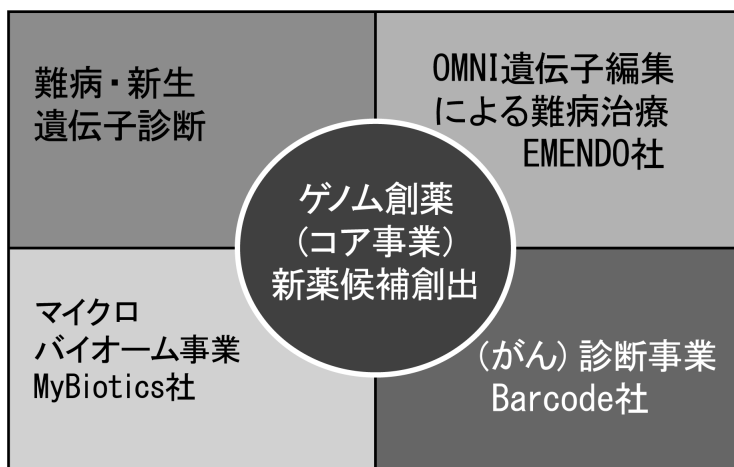 難病・新生
遺伝子診断
OMNI遺伝子編集
による難病治療
EMENDO社
ゲノム創薬
(コア事業)
新薬候補創出
マイクロ
バイオーム事業
MyBiotics社
(がん)診断事業
Barcode社